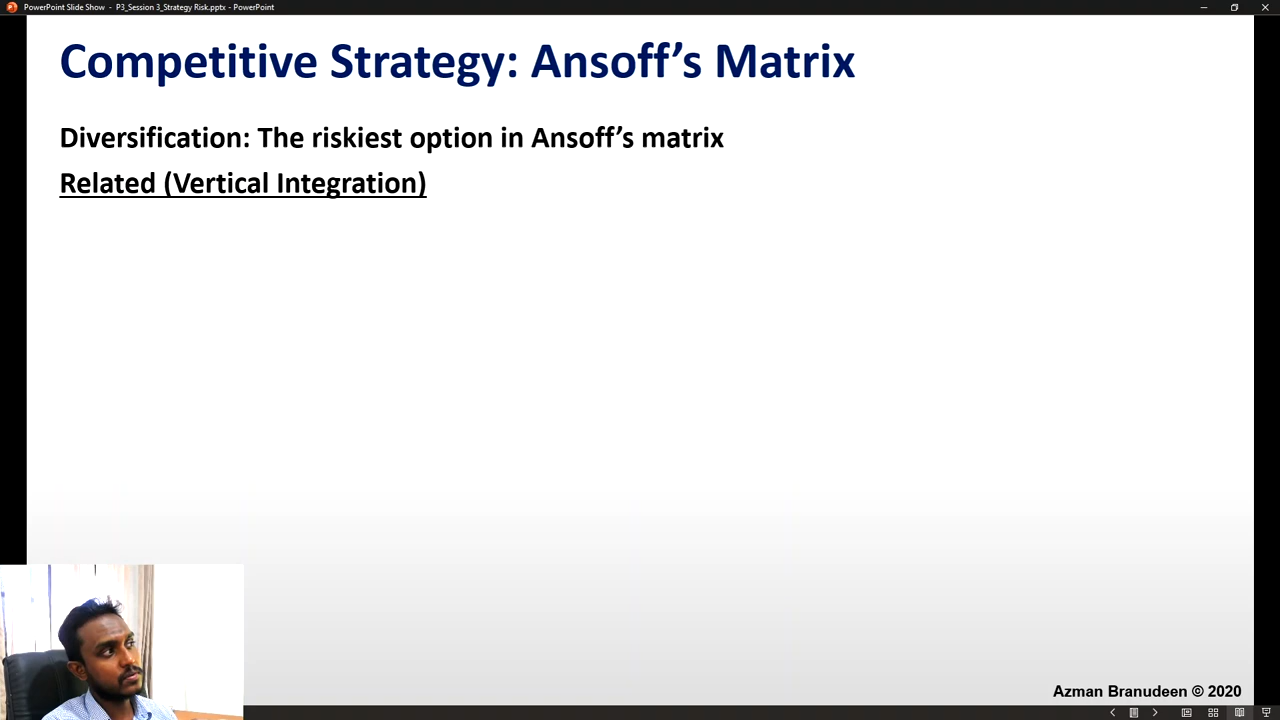 PowerPoint Slide Show - P3_Session 3_Strategy Risk.pptx - PowerPoint
Competitive Strategy: Ansoff’s Matrix
Diversification: The riskiest option in Ansoff’s matrix
Related (Vertical Integration)
Azman Branudeen © 2020